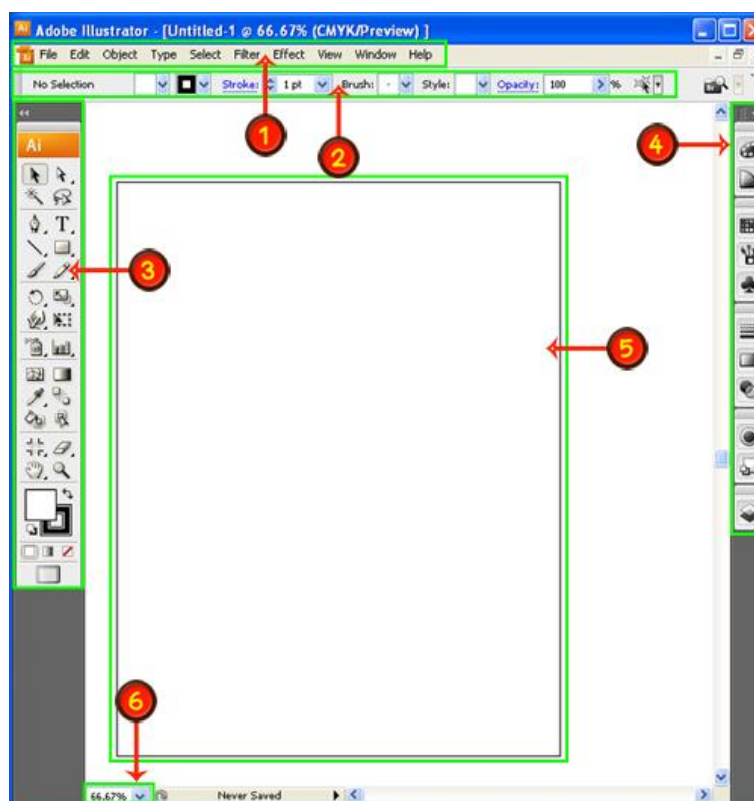 Ai Adobe Illustrator - [Untitled-1 @ 66.67% (CMYK/Preview) ]
File Edit Object Type Select Filter Effect View Window Help
No Selection Stroke: 1 pt Brush: Style: Opacity: 100 %
1
2
4
Ai
T
3
5
6
66.67% Never Saved